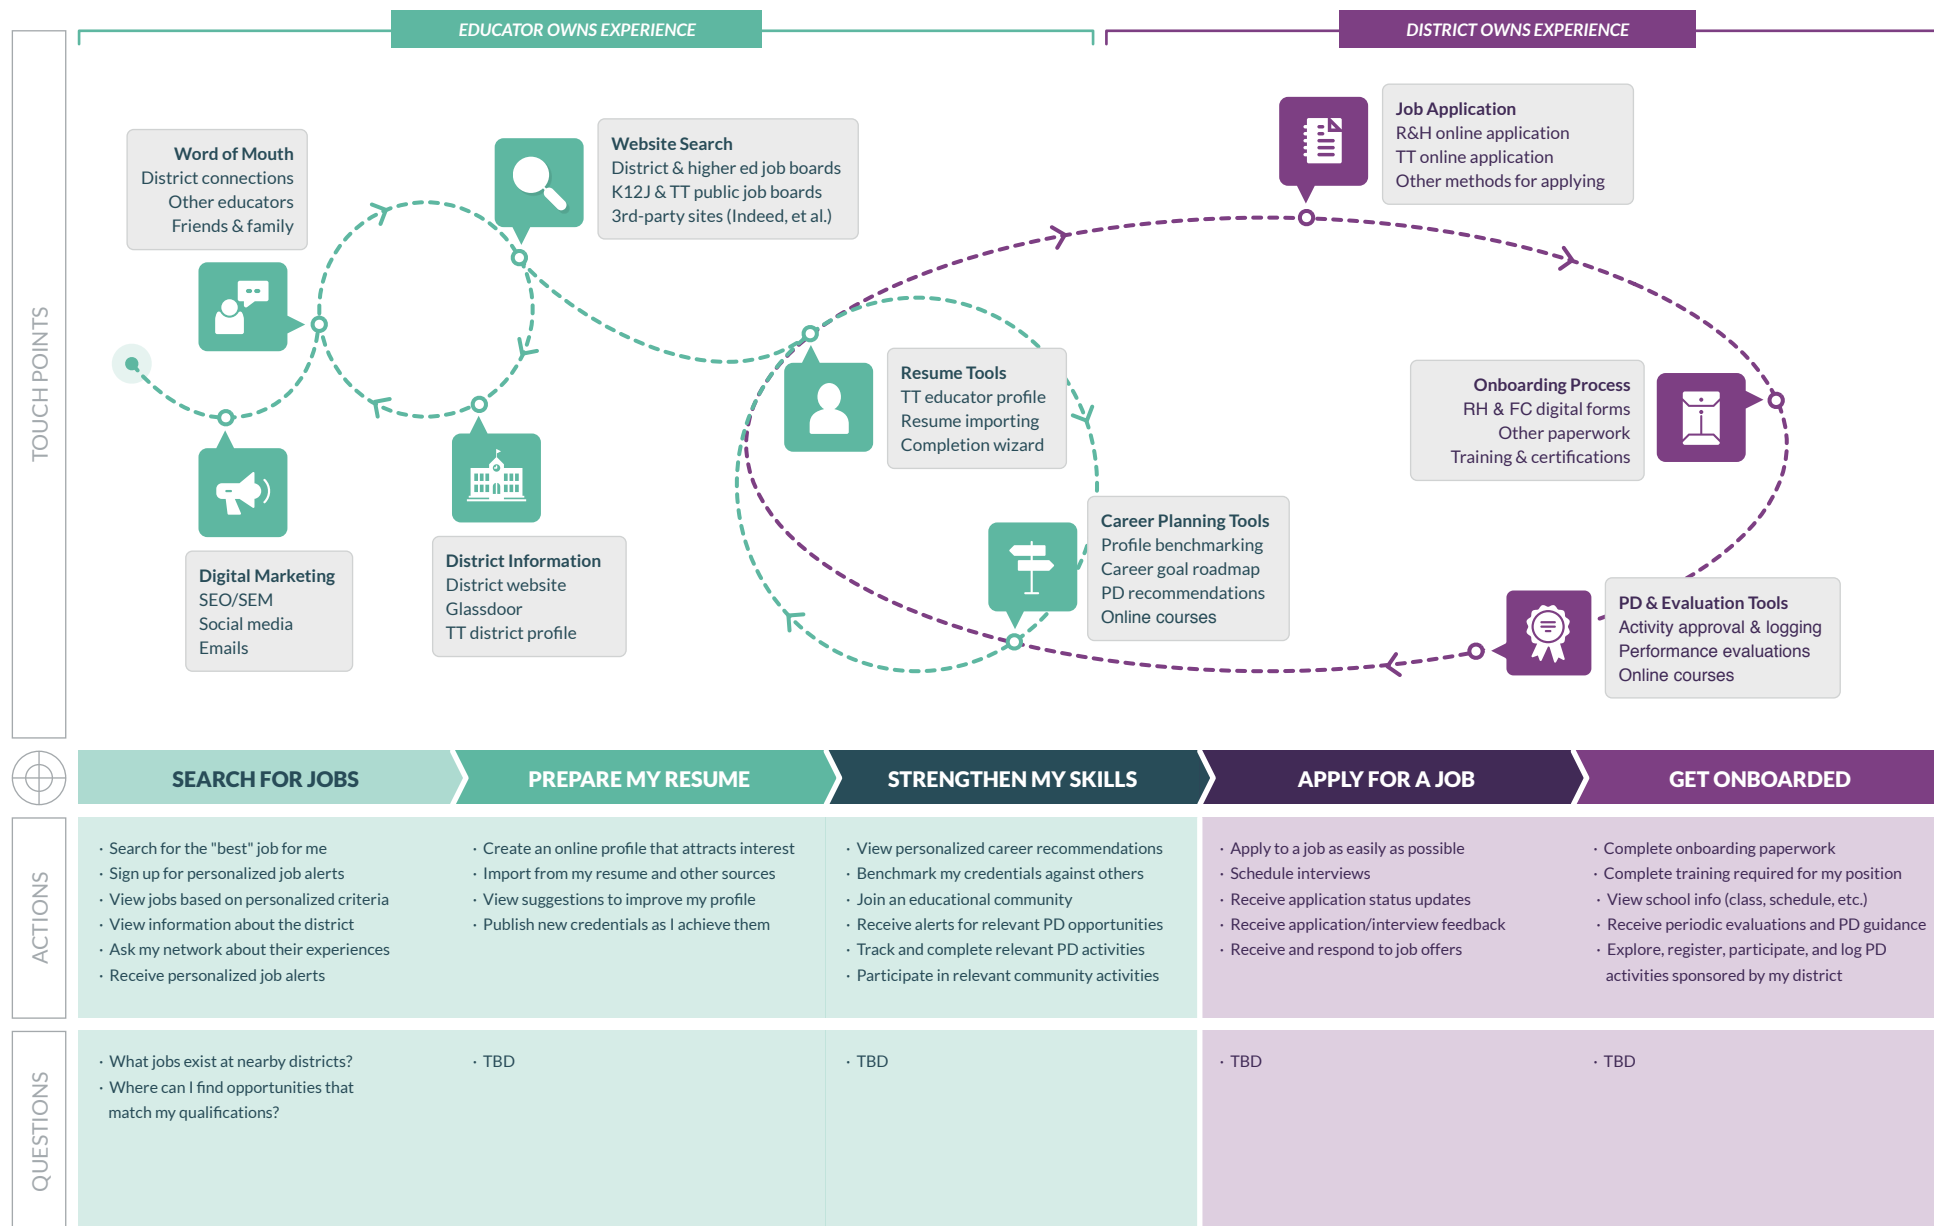 EDUCATOR OWNS EXPERIENCE
DISTRICT OWNS EXPERIENCE
TOUCH POINTS
Word of Mouth
District connections
Other educators
Friends & family
Website Search
District & higher ed job boards
K12J & TT public job boards
3rd-party sites (Indeed, et al.)
Job Application
R&H online application
TT online application
Other methods for applying
Resume Tools
TT educator profile
Resume importing
Completion wizard
Onboarding Process
RH & FC digital forms
Other paperwork
Training & certifications
Digital Marketing
SEO/SEM
Social media
Emails
District Information
District website
Glassdoor
TT district profile
Career Planning Tools
Profile benchmarking
Career goal roadmap
PD recommendations
Online courses
PD & Evaluation Tools
Activity approval & logging
Performance evaluations
Online courses
SEARCH FOR JOBS
PREPARE MY RESUME
STRENGTHEN MY SKILLS
APPLY FOR A JOB
GET ONBOARDED
ACTIONS
· Search for the "best" job for me
· Sign up for personalized job alerts
· View jobs based on personalized criteria
· View information about the district
· Ask my network about their experiences
· Receive personalized job alerts
· Create an online profile that attracts interest
· Import from my resume and other sources
· View suggestions to improve my profile
· Publish new credentials as I achieve them
· View personalized career recommendations
· Benchmark my credentials against others
· Join an educational community
· Receive alerts for relevant PD opportunities
· Track and complete relevant PD activities
· Participate in relevant community activities
· Apply to a job as easily as possible
· Schedule interviews
· Receive application status updates
· Receive application/interview feedback
· Receive and respond to job offers
· Complete onboarding paperwork
· Complete training required for my position
· View school info (class, schedule, etc.)
· Receive periodic evaluations and PD guidance
· Explore, register, participate, and log PD
activities sponsored by my district
QUESTIONS
· What jobs exist at nearby districts?
· Where can I find opportunities that
match my qualifications?
· TBD
· TBD
· TBD
· TBD